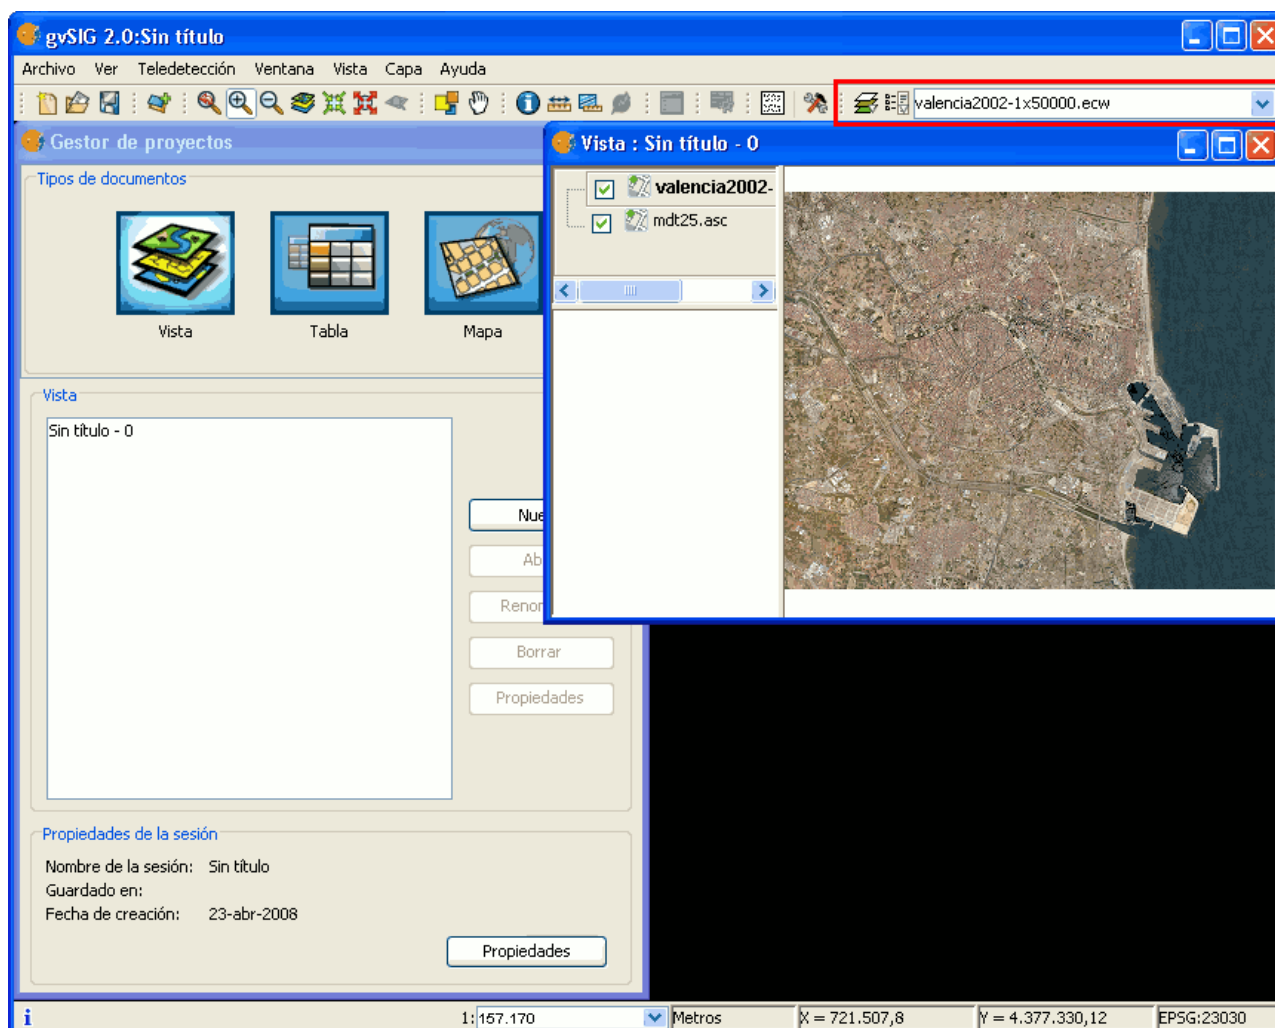 gvSIG 2.0:Sin título
Archivo Ver Teledetección Ventana Vista Capa Ayuda
valencia2002-1x50000.ecw
Gestor de proyectos
Tipos de documentos
Vista Tabla Mapa
Vista : Sin título - 0
valencia2002-
mdt25.asc
Vista
Sin título - 0
Nue
Ab
Renor
Borrar
Propiedades
Propiedades de la sesión
Nombre de la sesión: Sin título
Guardado en:
Fecha de creación: 23-abr-2008
Propiedades
1: 157.170 Metros X = 721.507,8 Y = 4.377.330,12 EPSG:23030